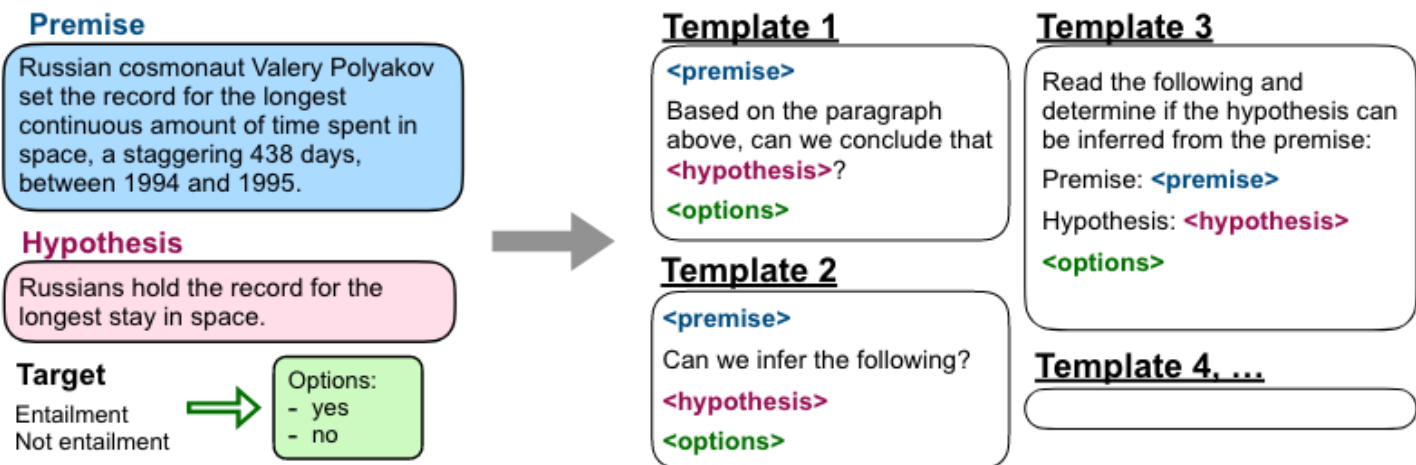 Premise
Russian cosmonaut Valery Polyakov
set the record for the longest
continuous amount of time spent in
space, a staggering 438 days,
between 1994 and 1995.
Hypothesis
Russians hold the record for the
longest stay in space.
Target
Entailment
Not entailment
Options:
- yes
- no
Template 1
<premise>
Based on the paragraph
above, can we conclude that
<hypothesis>?
<options>
Template 2
<premise>
Can we infer the following?
<hypothesis>
<options>
Template 3
Read the following and
determine if the hypothesis can
be inferred from the premise:
Premise: <premise>
Hypothesis: <hypothesis>
<options>
Template 4, …